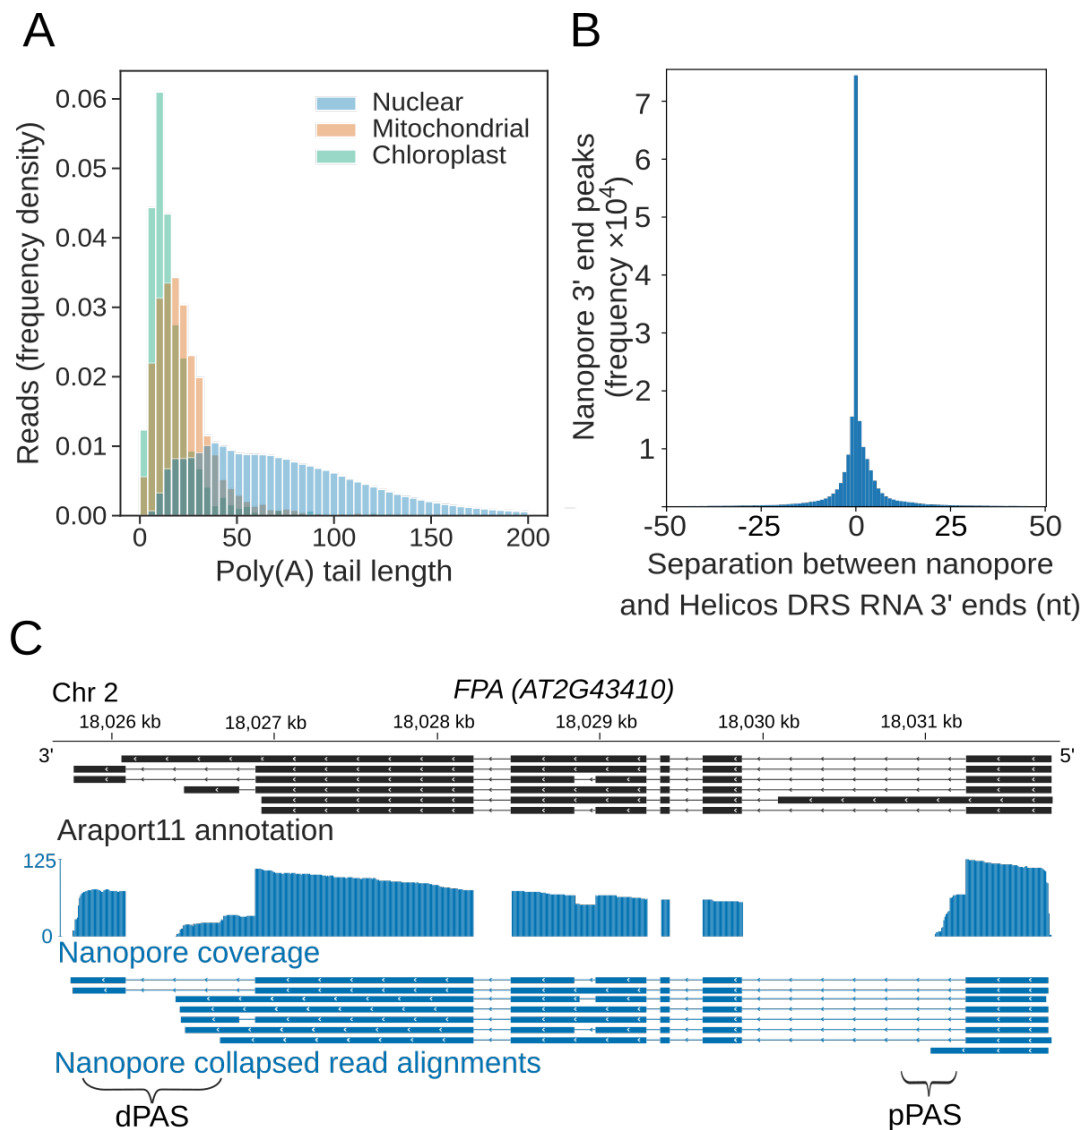 A
Reads (frequency density)
0.06
0.05
0.04
0.03
0.02
0.01
0.00
Nuclear
Mitochondrial
Chloroplast
0 50 100 150 200
Poly(A) tail length
B
Nanopore 3' end peaks
(frequency ×10⁴)
7
6
5
4
3
2
1
-50 -25 0 25 50
Separation between nanopore
and Helicos DRS RNA 3' ends (nt)
C
Chr 2
FPA (AT2G43410)
18,026 kb 18,027 kb 18,028 kb 18,029 kb 18,030 kb 18,031 kb
3' 5'
Araport11 annotation
125
0
Nanopore coverage
Nanopore collapsed read alignments
dPAS pPAS